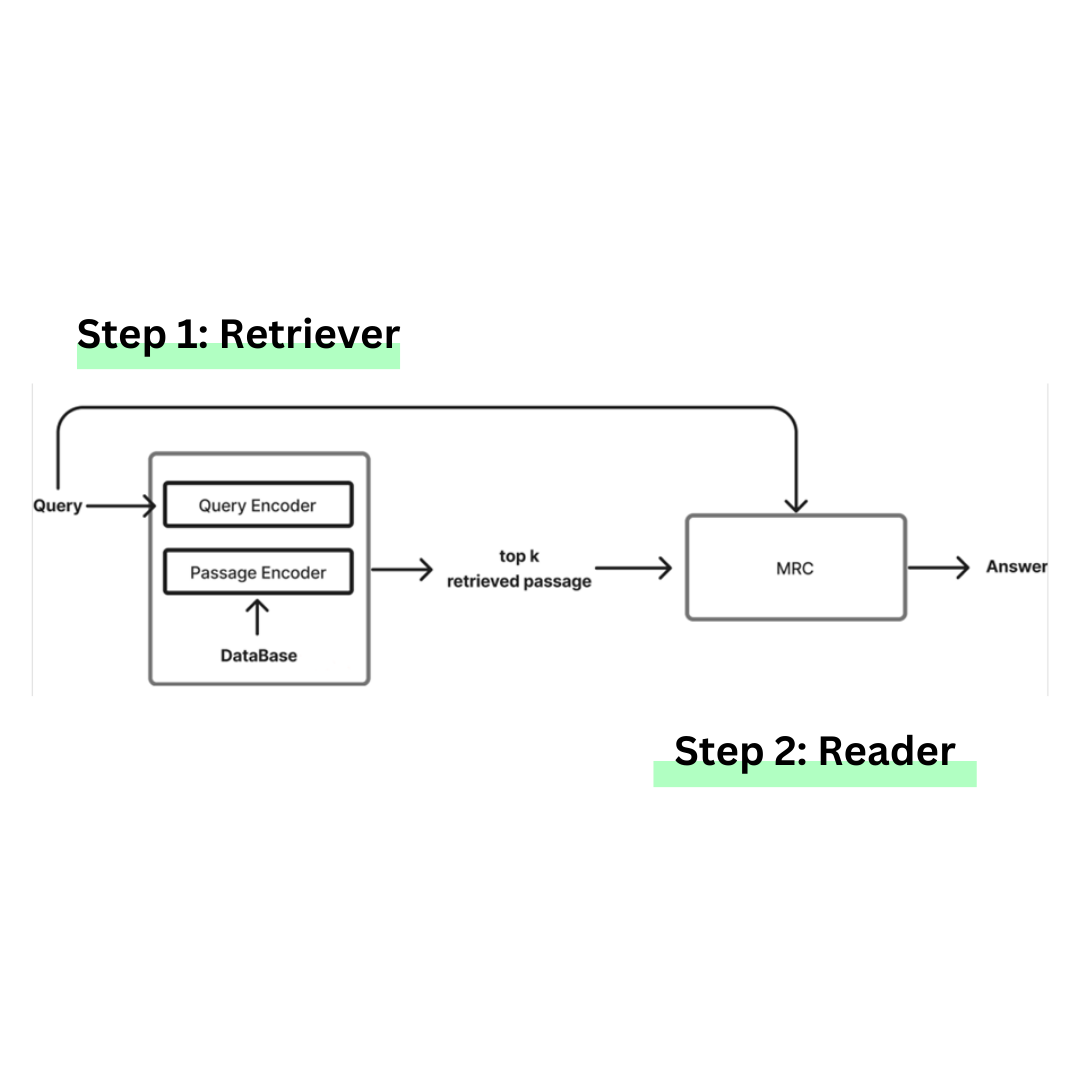 Step 1: Retriever
Query
Query Encoder
Passage Encoder
DataBase
top k
retrieved passage
MRC
Answer
Step 2: Reader